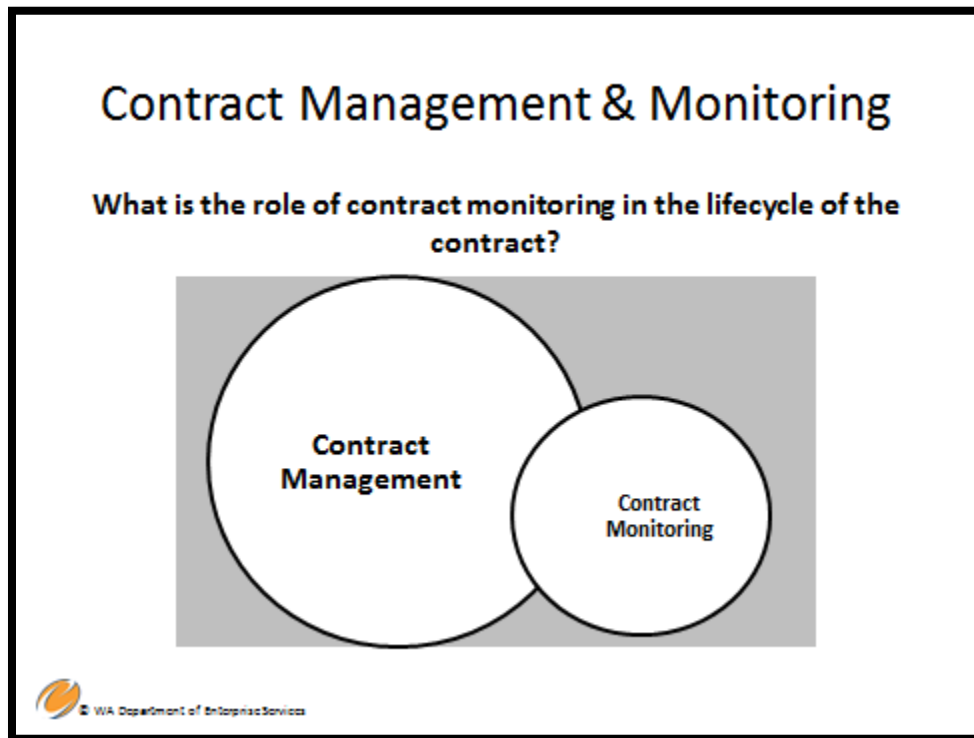 Contract Management & Monitoring
What is the role of contract monitoring in the lifecycle of the
contract?
Contract
Management
Contract
Monitoring
© WA Department of Enterprise Services